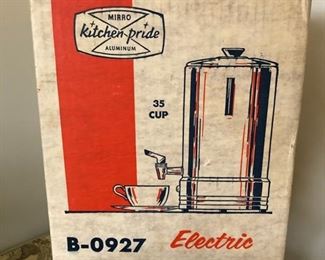 MIRRO
kitchen-pride
ALUMINUM
35
CUP
B-0927 Electric